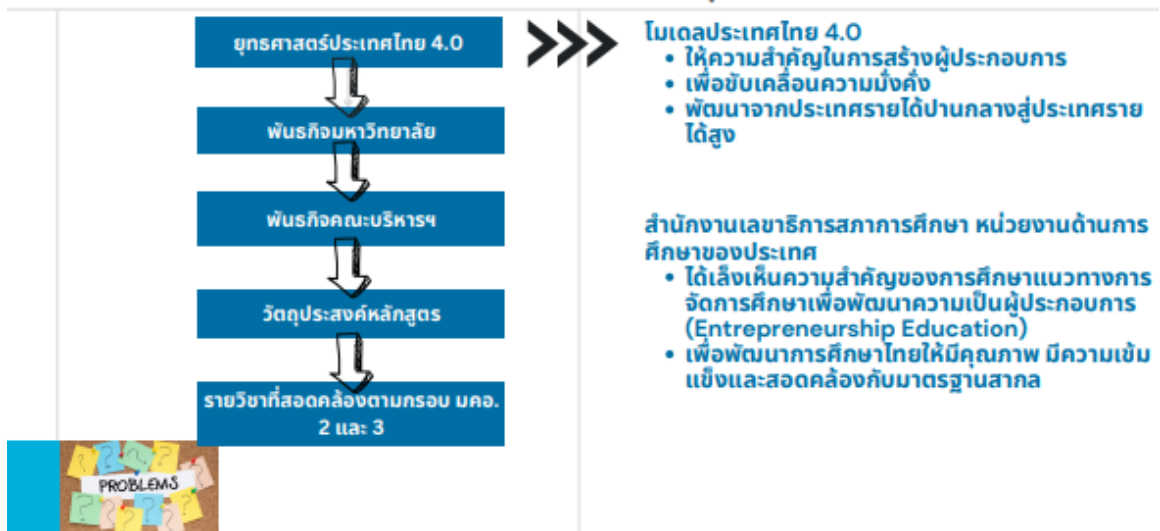 ยุทธศาสตร์ประเทศไทย 4.0
พันธกิจมหาวิทยาลัย
พันธกิจคณะบริหารฯ
วัตถุประสงค์หลักสูตร
รายวิชาที่สอดคล้องตามกรอบ มคอ.
2 และ 3
PROBLEMS
โมเดลประเทศไทย 4.0
• ให้ความสำคัญในการสร้างผู้ประกอบการ
• เพื่อขับเคลื่อนความมั่งคั่ง
• พัฒนาจากประเทศรายได้ปานกลางสู่ประเทศราย
ได้สูง
สำนักงานเลขาธิการสภาการศึกษา หน่วยงานด้านการ
ศึกษาของประเทศ
• ได้เล็งเห็นความสำคัญของการศึกษาแนวทางการ
จัดการศึกษาเพื่อพัฒนาความเป็นผู้ประกอบการ
(Entrepreneurship Education)
• เพื่อพัฒนาการศึกษาไทยให้มีคุณภาพ มีความเข้ม
แข็งและสอดคล้องกับมาตรฐานสากล